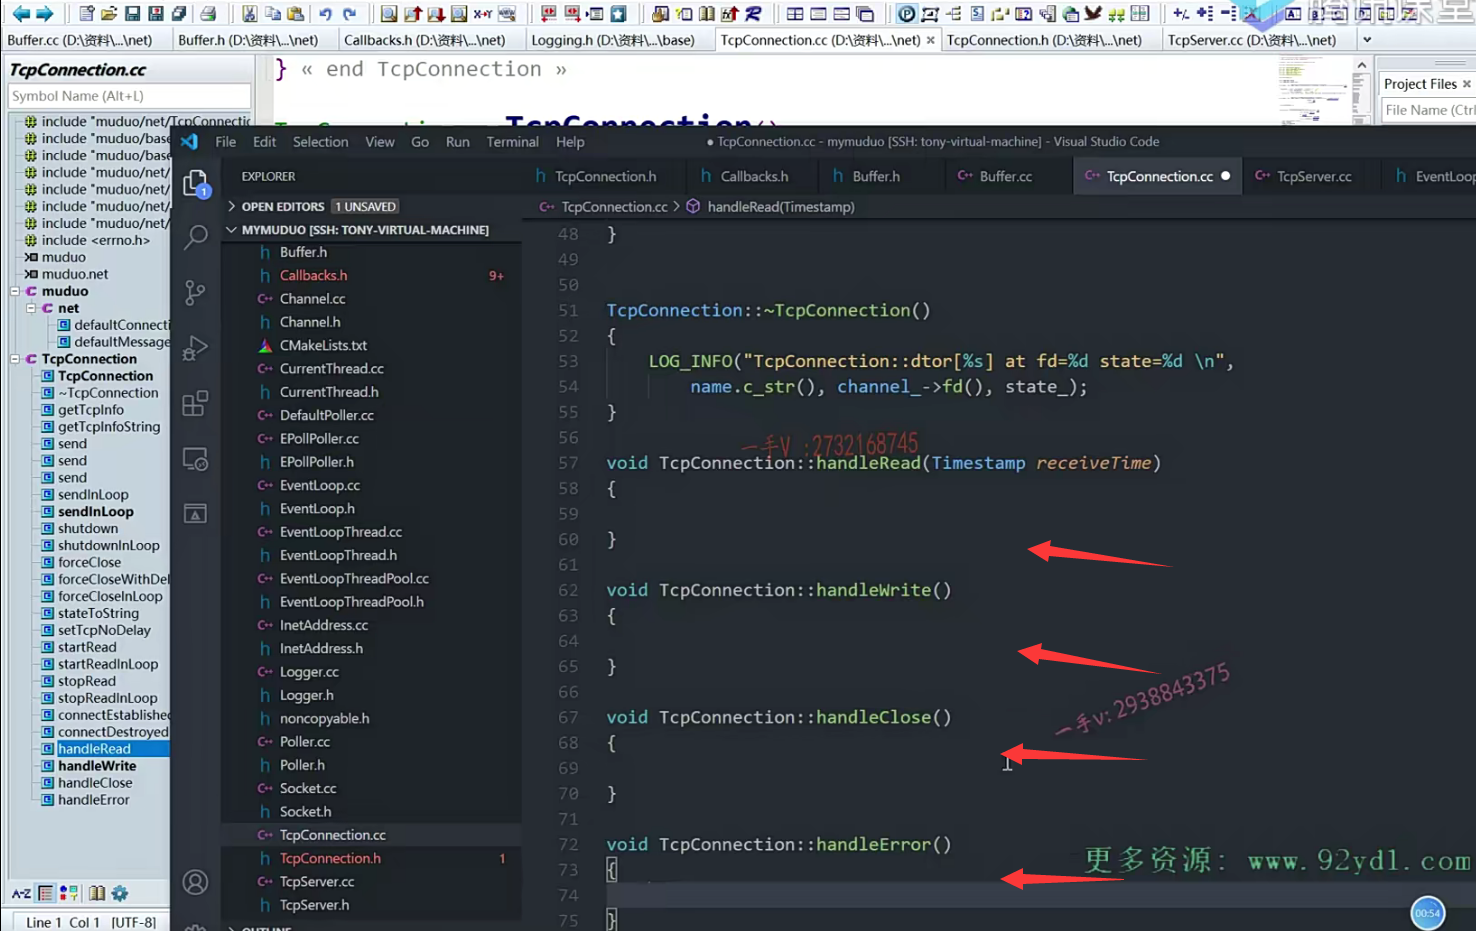 Buffer.cc (D:\资料\...\net)
Buffer.h (D:\资料\...\net)
Callbacks.h (D:\资料\...\net)
Logging.h (D:\资料\...\base)
TcpConnection.cc (D:\资料\...\net)
TcpConnection.h (D:\资料\...\net)
TcpServer.cc (D:\资料\...\net)
腾讯课堂
TcpConnection.cc
Symbol Name (Alt+L)
include "muduo/net/TcpConnectic
include "muduo/base
include "muduo/base
include "muduo/net/
include "muduo/net/
include "muduo/net/
include "muduo/net/
include <errno.h>
muduo
muduo.net
muduo
net
defaultConnecti
defaultMessage
TcpConnection
TcpConnection
~TcpConnection
getTcpInfo
getTcpInfoString
send
send
send
sendInLoop
sendInLoop
shutdown
shutdownInLoop
forceClose
forceCloseWithDel
forceCloseInLoop
stateToString
setTcpNoDelay
startRead
startReadInLoop
stopRead
stopReadInLoop
connectEstablishe
connectDestroyed
handleRead
handleWrite
handleClose
handleError
A-Z
Line 1 Col 1 [UTF-8]
} « end TcpConnection »
Project Files
File Name (Ctrl
File Edit Selection View Go Run Terminal Help
● TcpConnection.cc - mymuduo [SSH: tony-virtual-machine] - Visual Studio Code
1
EXPLORER
OPEN EDITORS 1 UNSAVED
MYMUDUO [SSH: TONY-VIRTUAL-MACHINE]
Buffer.h
Callbacks.h 9+
Channel.cc
Channel.h
CMakeLists.txt
CurrentThread.cc
CurrentThread.h
DefaultPoller.cc
EPollPoller.cc
EPollPoller.h
EventLoop.cc
EventLoop.h
EventLoopThread.cc
EventLoopThread.h
EventLoopThreadPool.cc
EventLoopThreadPool.h
InetAddress.cc
InetAddress.h
Logger.cc
Logger.h
noncopyable.h
Poller.cc
Poller.h
Socket.cc
Socket.h
TcpConnection.cc
TcpConnection.h 1
TcpServer.cc
TcpServer.h
TcpConnection.h
Callbacks.h
Buffer.h
Buffer.cc
TcpConnection.cc
TcpServer.cc
EventLoop
TcpConnection.cc > handleRead(Timestamp)
48 }
49
50
51 TcpConnection::~TcpConnection()
52 {
53 LOG_INFO("TcpConnection::dtor[%s] at fd=%d state=%d \n",
54 name.c_str(), channel_->fd(), state_);
55 }
56
一手V :2732168745
57 void TcpConnection::handleRead(Timestamp receiveTime)
58 {
59
60 }
61
62 void TcpConnection::handleWrite()
63 {
64
65 }
66
一手v: 2938843375
67 void TcpConnection::handleClose()
68 {
69
70 }
71
72 void TcpConnection::handleError()
更多资源: www.92ydl.com
73 {
74
75 }
00:54